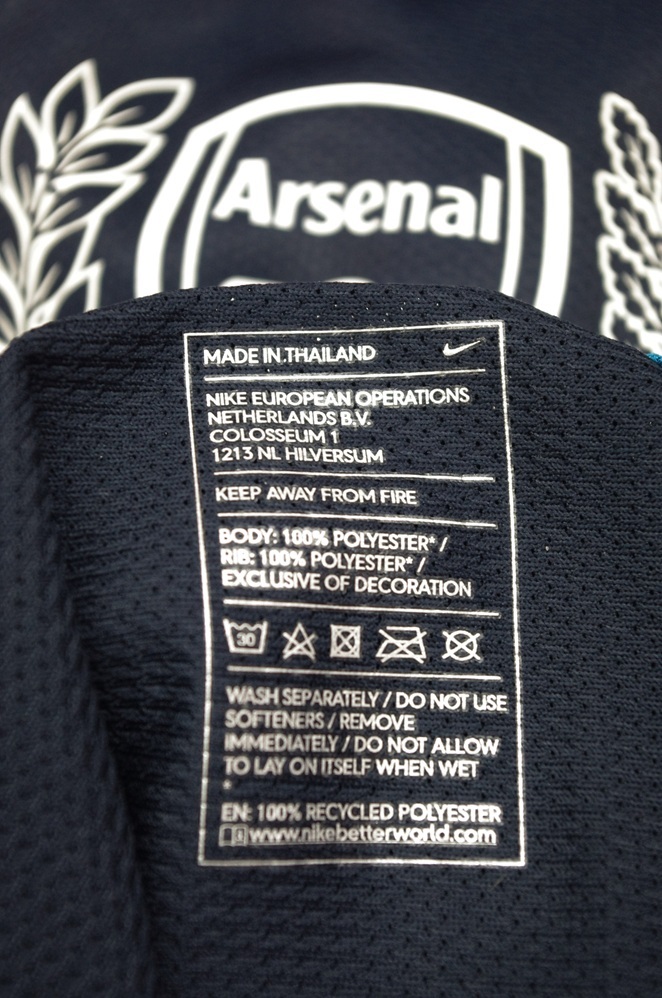 Arsenal
MADE IN THAILAND
NIKE EUROPEAN OPERATIONS
NETHERLANDS B.V.
COLOSSEUM 1
1213 NL HILVERSUM
KEEP AWAY FROM FIRE
BODY: 100% POLYESTER* /
RIB: 100% POLYESTER* /
EXCLUSIVE OF DECORATION
30
WASH SEPARATELY / DO NOT USE
SOFTENERS / REMOVE
IMMEDIATELY / DO NOT ALLOW
TO LAY ON ITSELF WHEN WET
*
EN: 100% RECYCLED POLYESTER
www.nikebetterworld.com